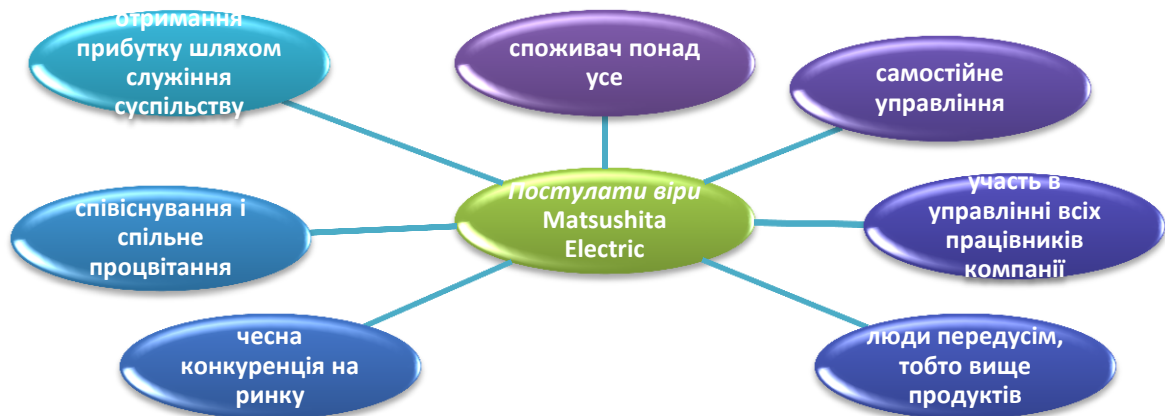 отримання
прибутку шляхом
служіння
суспільству
споживач понад
усе
самостійне
управління
Постулати віри
Matsushita
Electric
співіснування і
спільне
процвітання
участь в
управлінні всіх
працівників
компанії
чесна
конкуренція на
ринку
люди передусім,
тобто вище
продуктів